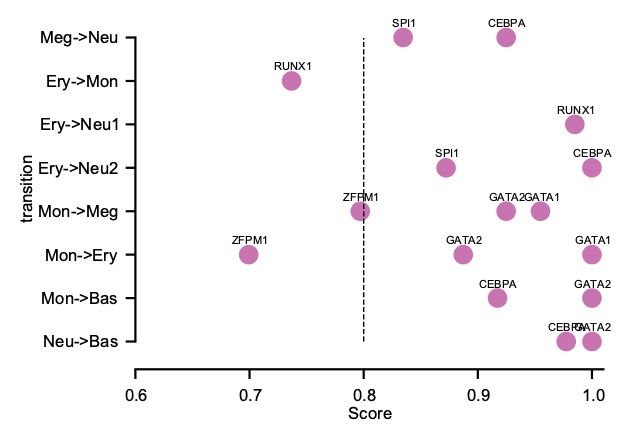 SPI1 CEBPA
Meg->Neu
RUNX1
Ery->Mon
RUNX1
Ery->Neu1
SPI1 CEBPA
Ery->Neu2
ZFPM1 GATA2 GATA1
Mon->Meg
ZFPM1 GATA2 GATA1
Mon->Ery
CEBPA GATA2
Mon->Bas
CEBPA GATA2
Neu->Bas
transition
0.6 0.7 0.8 0.9 1.0
Score